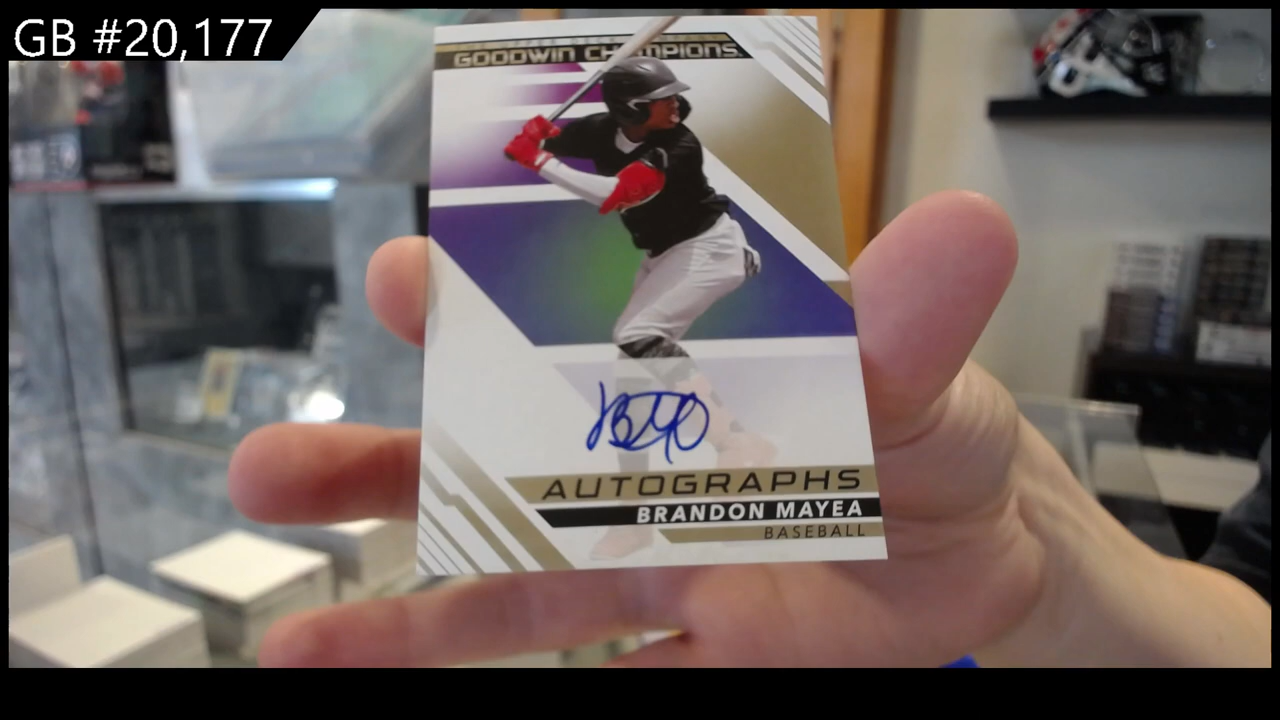 GB #20,177
GOODWIN CHAMPIONS
AUTOGRAPHS
BRANDON MAYEA
BASEBALL